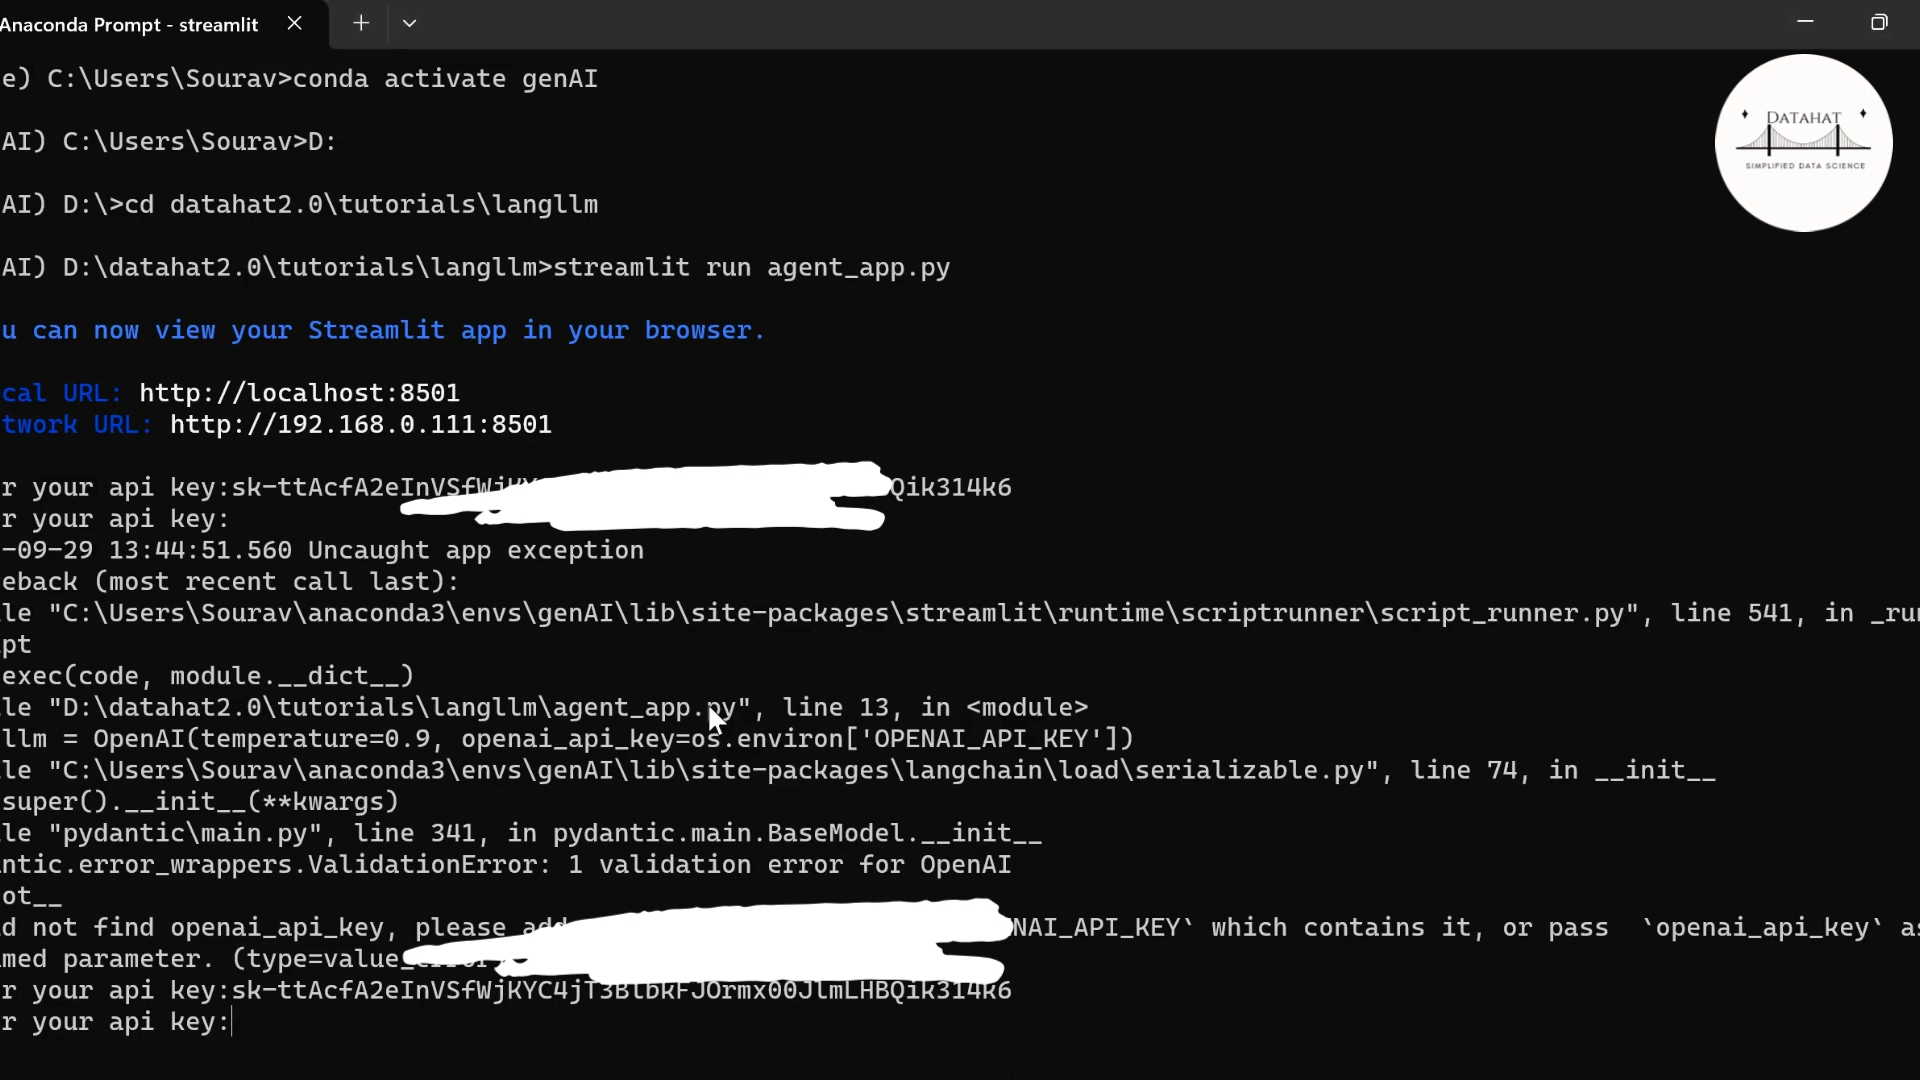 Anaconda Prompt - streamlit
e) C:\Users\Sourav>conda activate genAI
DATAHAT
SIMPLIFIED DATA SCIENCE
AI) C:\Users\Sourav>D:
AI) D:\>cd datahat2.0\tutorials\langllm
AI) D:\datahat2.0\tutorials\langllm>streamlit run agent_app.py
u can now view your Streamlit app in your browser.
cal URL: http://localhost:8501
twork URL: http://192.168.0.111:8501
r your api key:[API key omitted]
r your api key:
-09-29 13:44:51.560 Uncaught app exception
eback (most recent call last):
le "C:\Users\Sourav\anaconda3\envs\genAI\lib\site-packages\streamlit\runtime\scriptrunner\script_runner.py", line 541, in _run
pt
exec(code, module.__dict__)
le "D:\datahat2.0\tutorials\langllm\agent_app.py", line 13, in <module>
llm = OpenAI(temperature=0.9, openai_api_key=os.environ['OPENAI_API_KEY'])
le "C:\Users\Sourav\anaconda3\envs\genAI\lib\site-packages\langchain\load\serializable.py", line 74, in __init__
super().__init__(**kwargs)
le "pydantic\main.py", line 341, in pydantic.main.BaseModel.__init__
ntic.error_wrappers.ValidationError: 1 validation error for OpenAI
ot__
d not find openai_api_key, please NAI_API_KEY` which contains it, or pass  `openai_api_key` as
med parameter. (type=value
r your api key:[API key omitted]
r your api key: